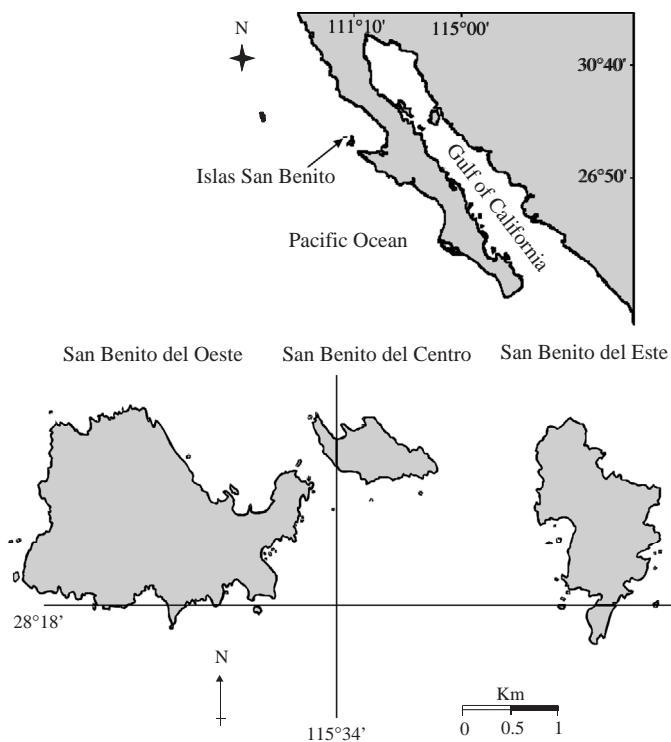 111°10' 115°00'
N
30°40'
Islas San Benito
26°50'
Gulf of California
Pacific Ocean
San Benito del Oeste San Benito del Centro San Benito del Este
28°18'
N
Km
0 0.5 1
115°34'